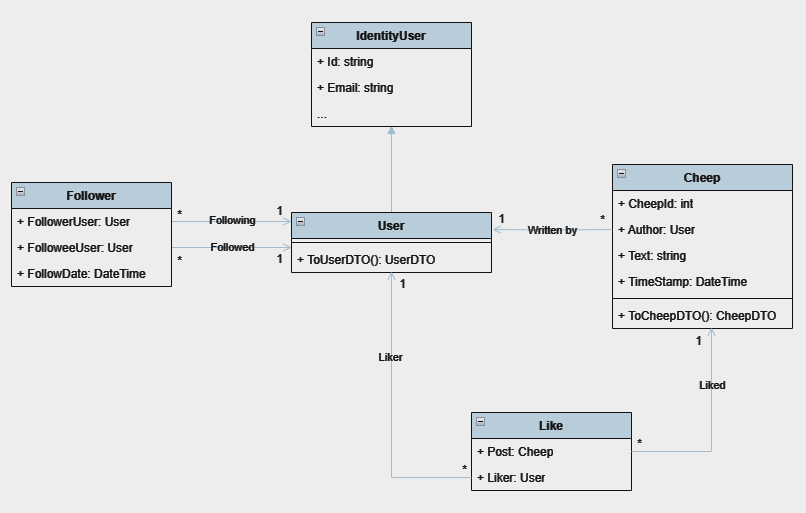 IdentityUser
+ Id: string
+ Email: string
...
Follower
+ FollowerUser: User
+ FolloweeUser: User
+ FollowDate: DateTime
* Following 1
* Followed 1
User
+ ToUserDTO(): UserDTO
1 Written by *
Cheep
+ CheepId: int
+ Author: User
+ Text: string
+ TimeStamp: DateTime
+ ToCheepDTO(): CheepDTO
1
Liker
*
1
Liked
*
Like
+ Post: Cheep
+ Liker: User